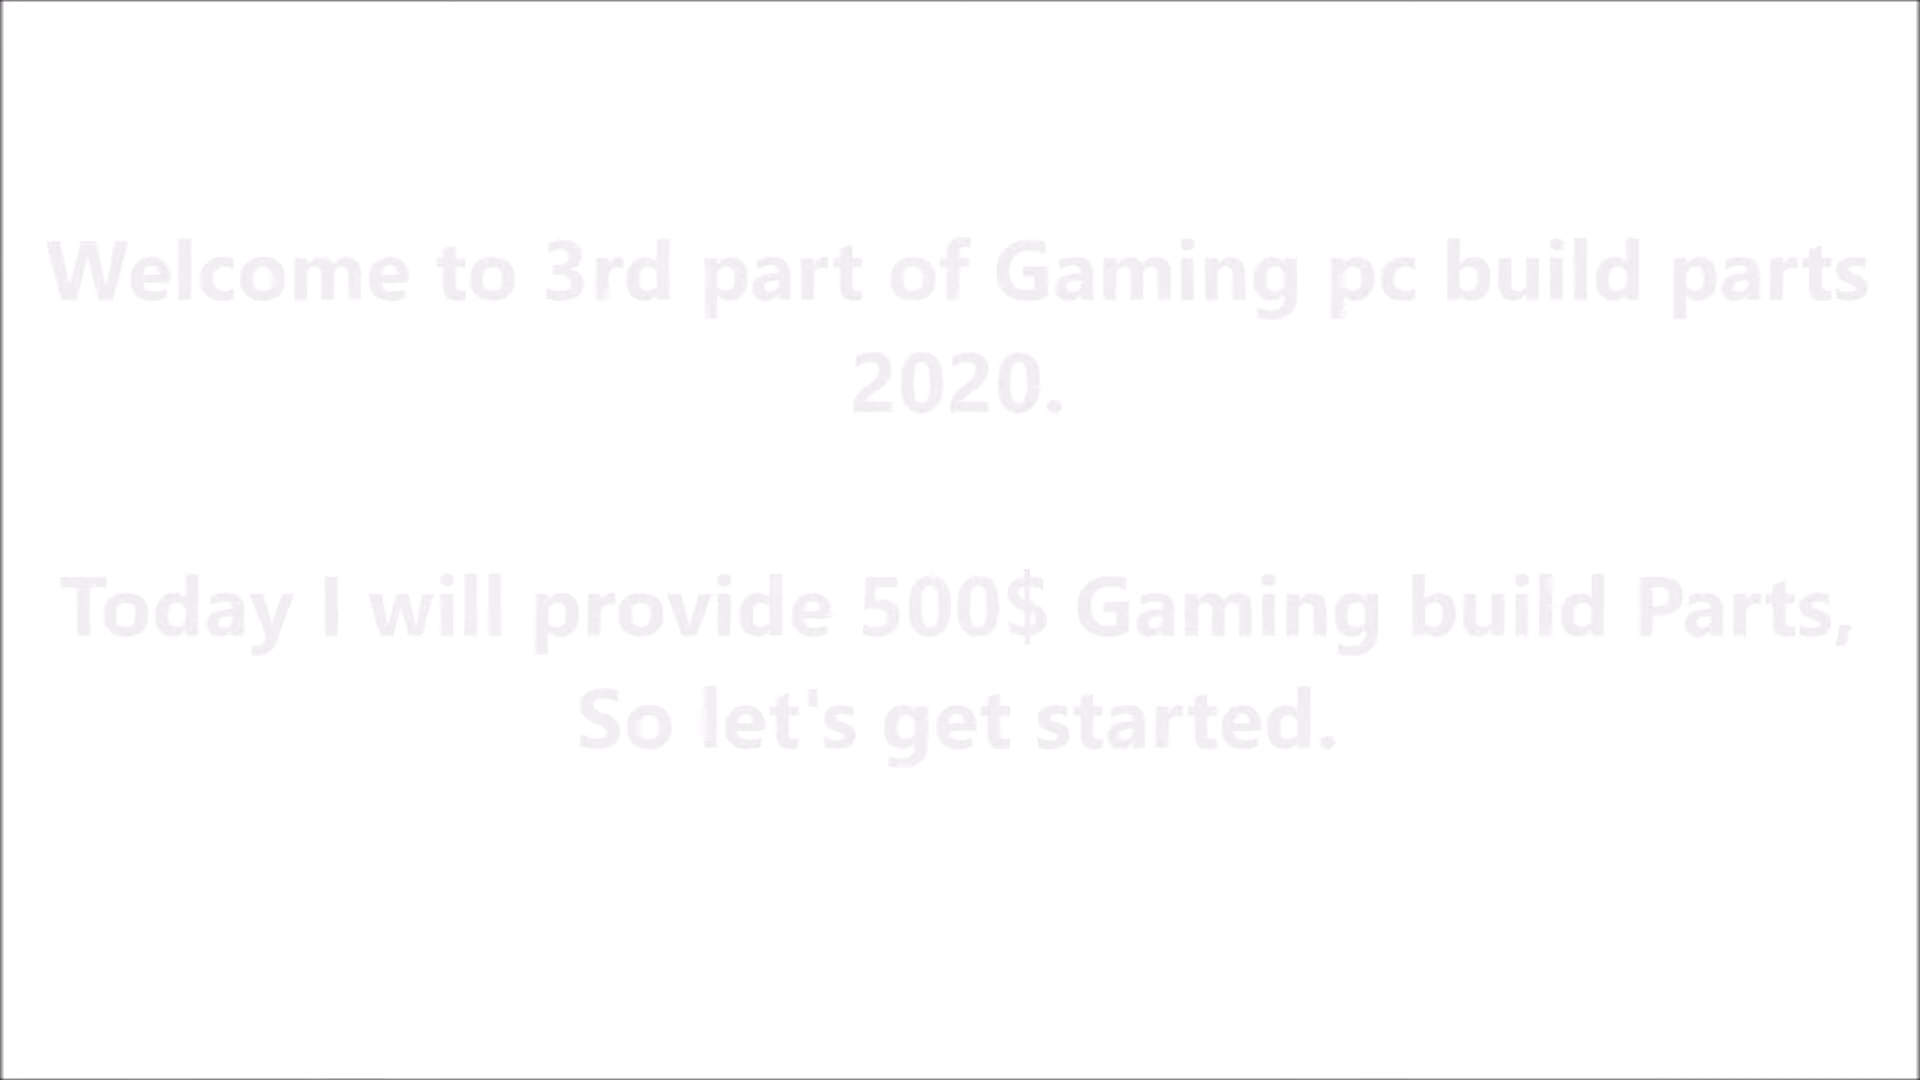 Welcome to 3rd part of Gaming pc build parts
2020.
Today I will provide 500$ Gaming build Parts,
So let's get started.